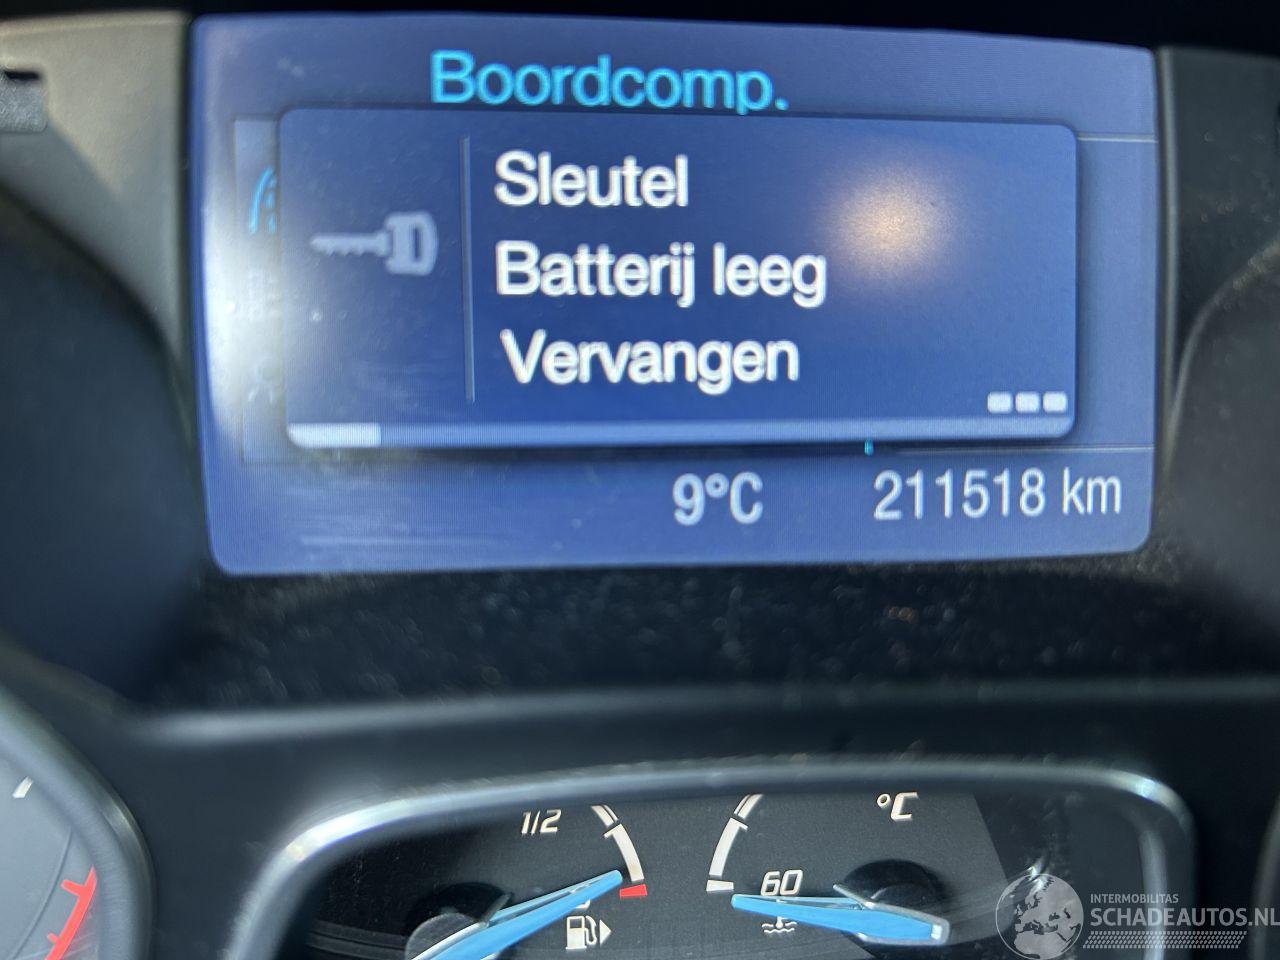 Boordcomp.
Sleutel
Batterij leeg
Vervangen
9°C 211518 km
1/2
°C
60
INTERMOBILITAS
SCHADEAUTOS.NL